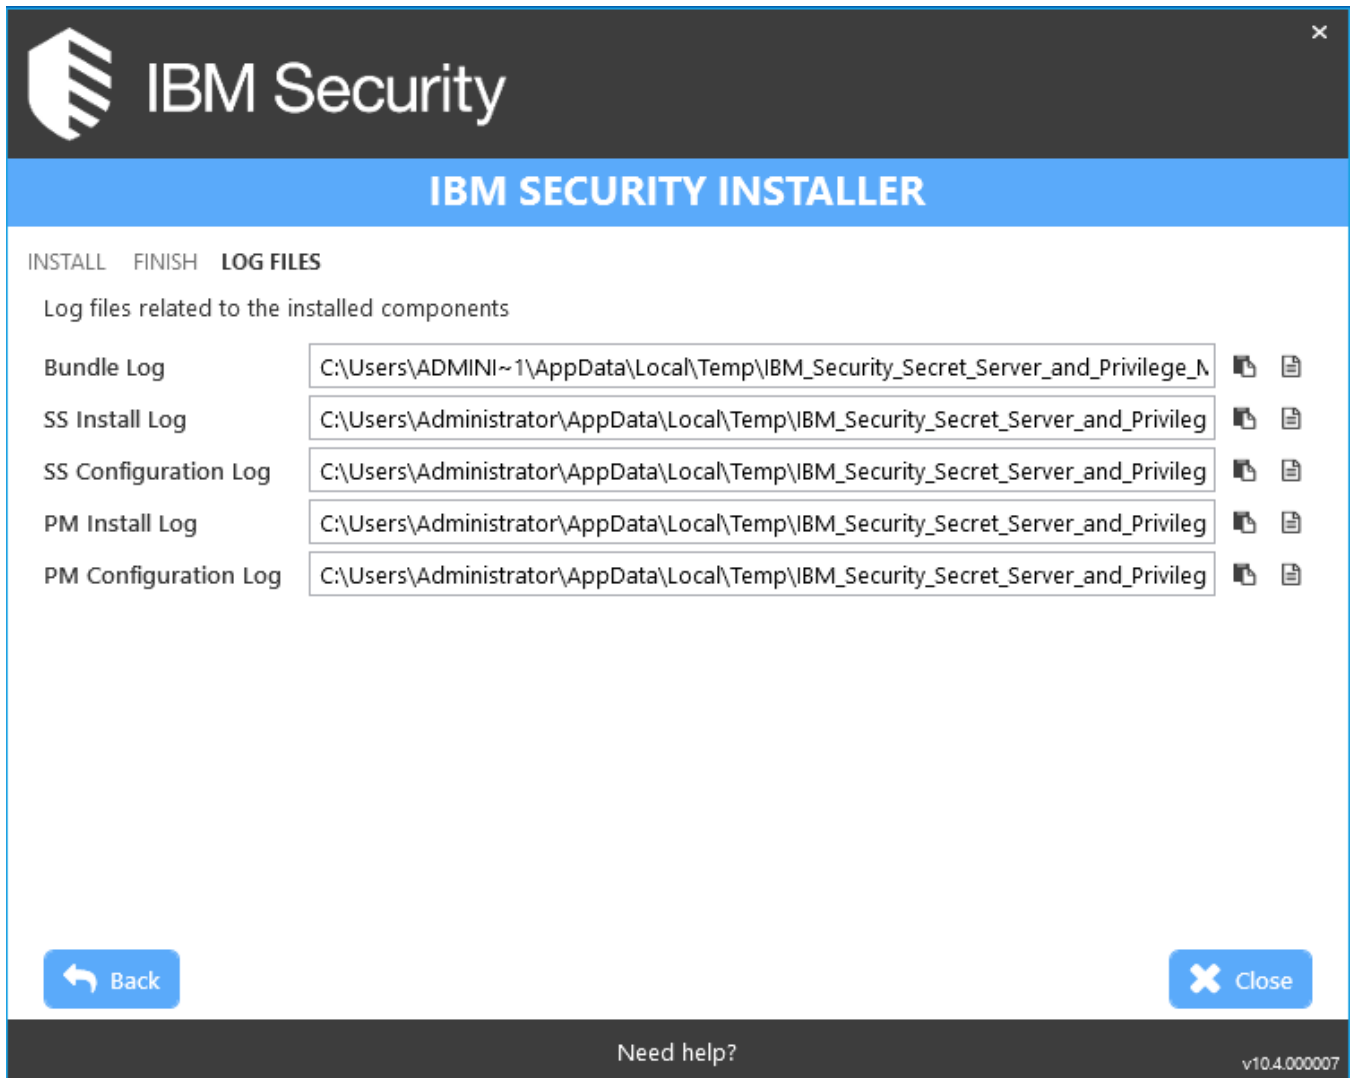 IBM Security
IBM SECURITY INSTALLER
INSTALL FINISH LOG FILES
Log files related to the installed components
Bundle Log C:\Users\ADMINI~1\AppData\Local\Temp\IBM_Security_Secret_Server_and_Privilege_M
SS Install Log C:\Users\Administrator\AppData\Local\Temp\IBM_Security_Secret_Server_and_Privileg
SS Configuration Log C:\Users\Administrator\AppData\Local\Temp\IBM_Security_Secret_Server_and_Privileg
PM Install Log C:\Users\Administrator\AppData\Local\Temp\IBM_Security_Secret_Server_and_Privileg
PM Configuration Log C:\Users\Administrator\AppData\Local\Temp\IBM_Security_Secret_Server_and_Privileg
Back Close
Need help?
v10.4.000007